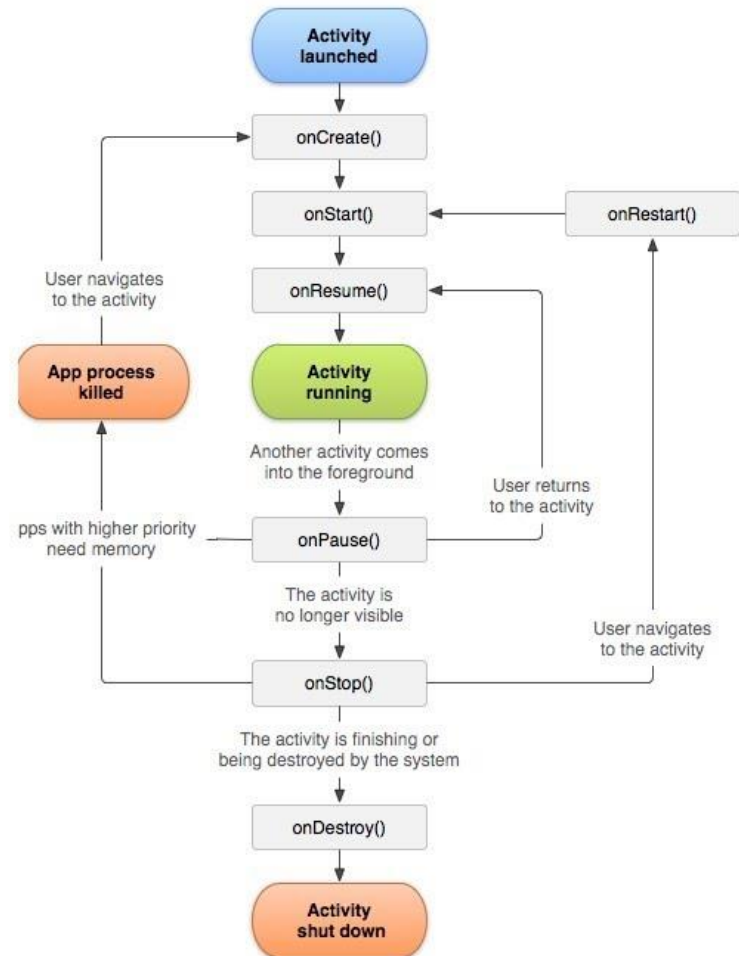 Activity
launched
onCreate()
onStart()
onRestart()
User navigates
to the activity
onResume()
App process
killed
Activity
running
Another activity comes
into the foreground
User returns
to the activity
pps with higher priority
need memory
onPause()
The activity is
no longer visible
User navigates
to the activity
onStop()
The activity is finishing or
being destroyed by the system
onDestroy()
Activity
shut down